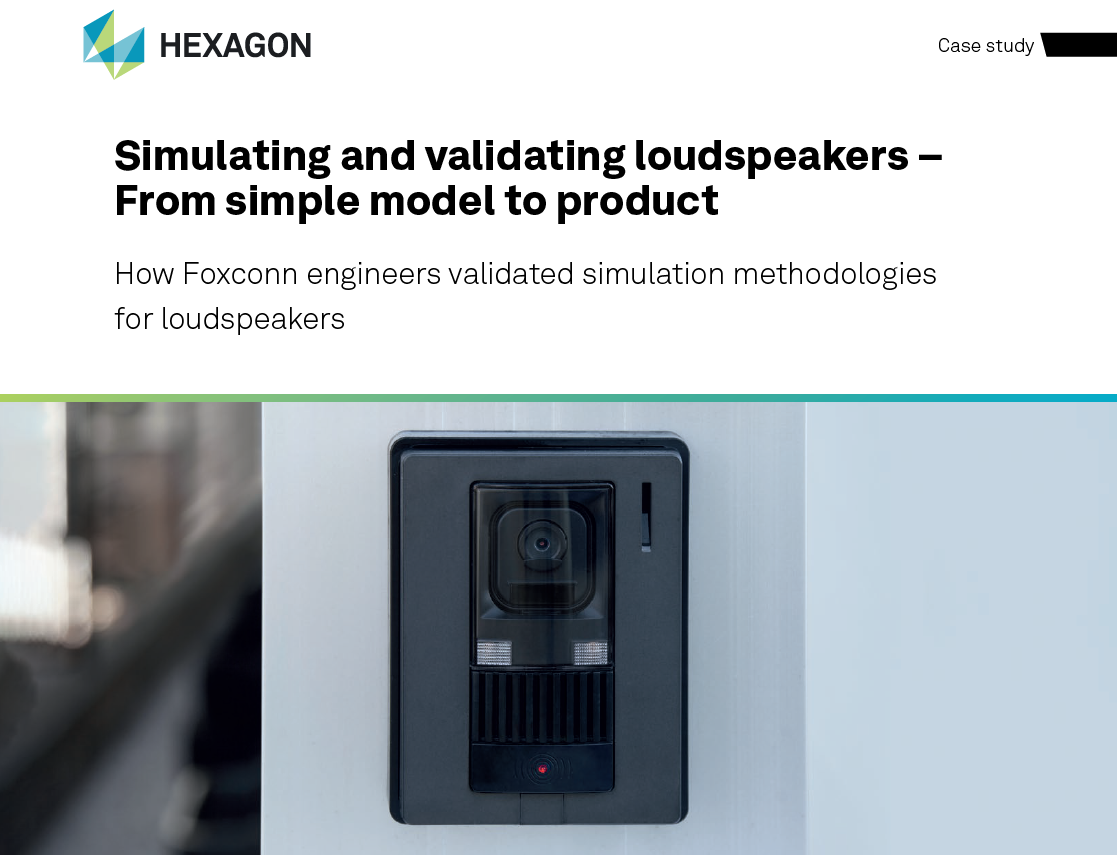 HEXAGON
Case study
Simulating and validating loudspeakers –
From simple model to product
How Foxconn engineers validated simulation methodologies
for loudspeakers